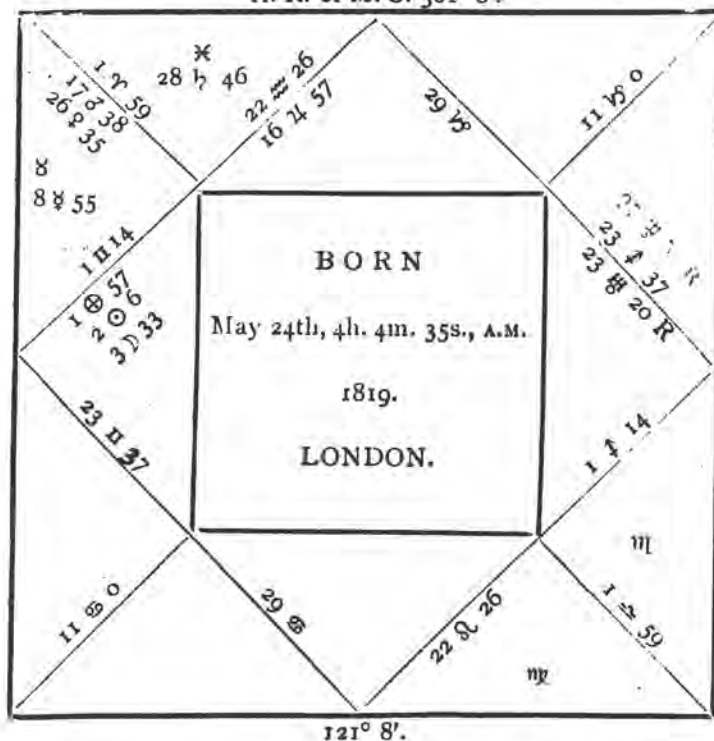 ♓
28 ♄ 46
1 ♈ 59
17 ♂ 38
26 ♀ 35
22 ♒ 26
16 ♃ 57
29 ♑
11 ♑ 0
♉
8 ☿ 55
23 ♐ 37
23 ♅ 20 R
1 ♊ 14
1 ⊕ 57
2 ☉ 6
3 ☽ 33
BORN
May 24th, 4h. 4m. 35s., A.M.
1819.
LONDON.
23 ♊ 37
1 ♐ 14
♏
11 ♋ 0
29 ♋
22 ♌ 26
1 ♎ 59
♍
121° 8'.